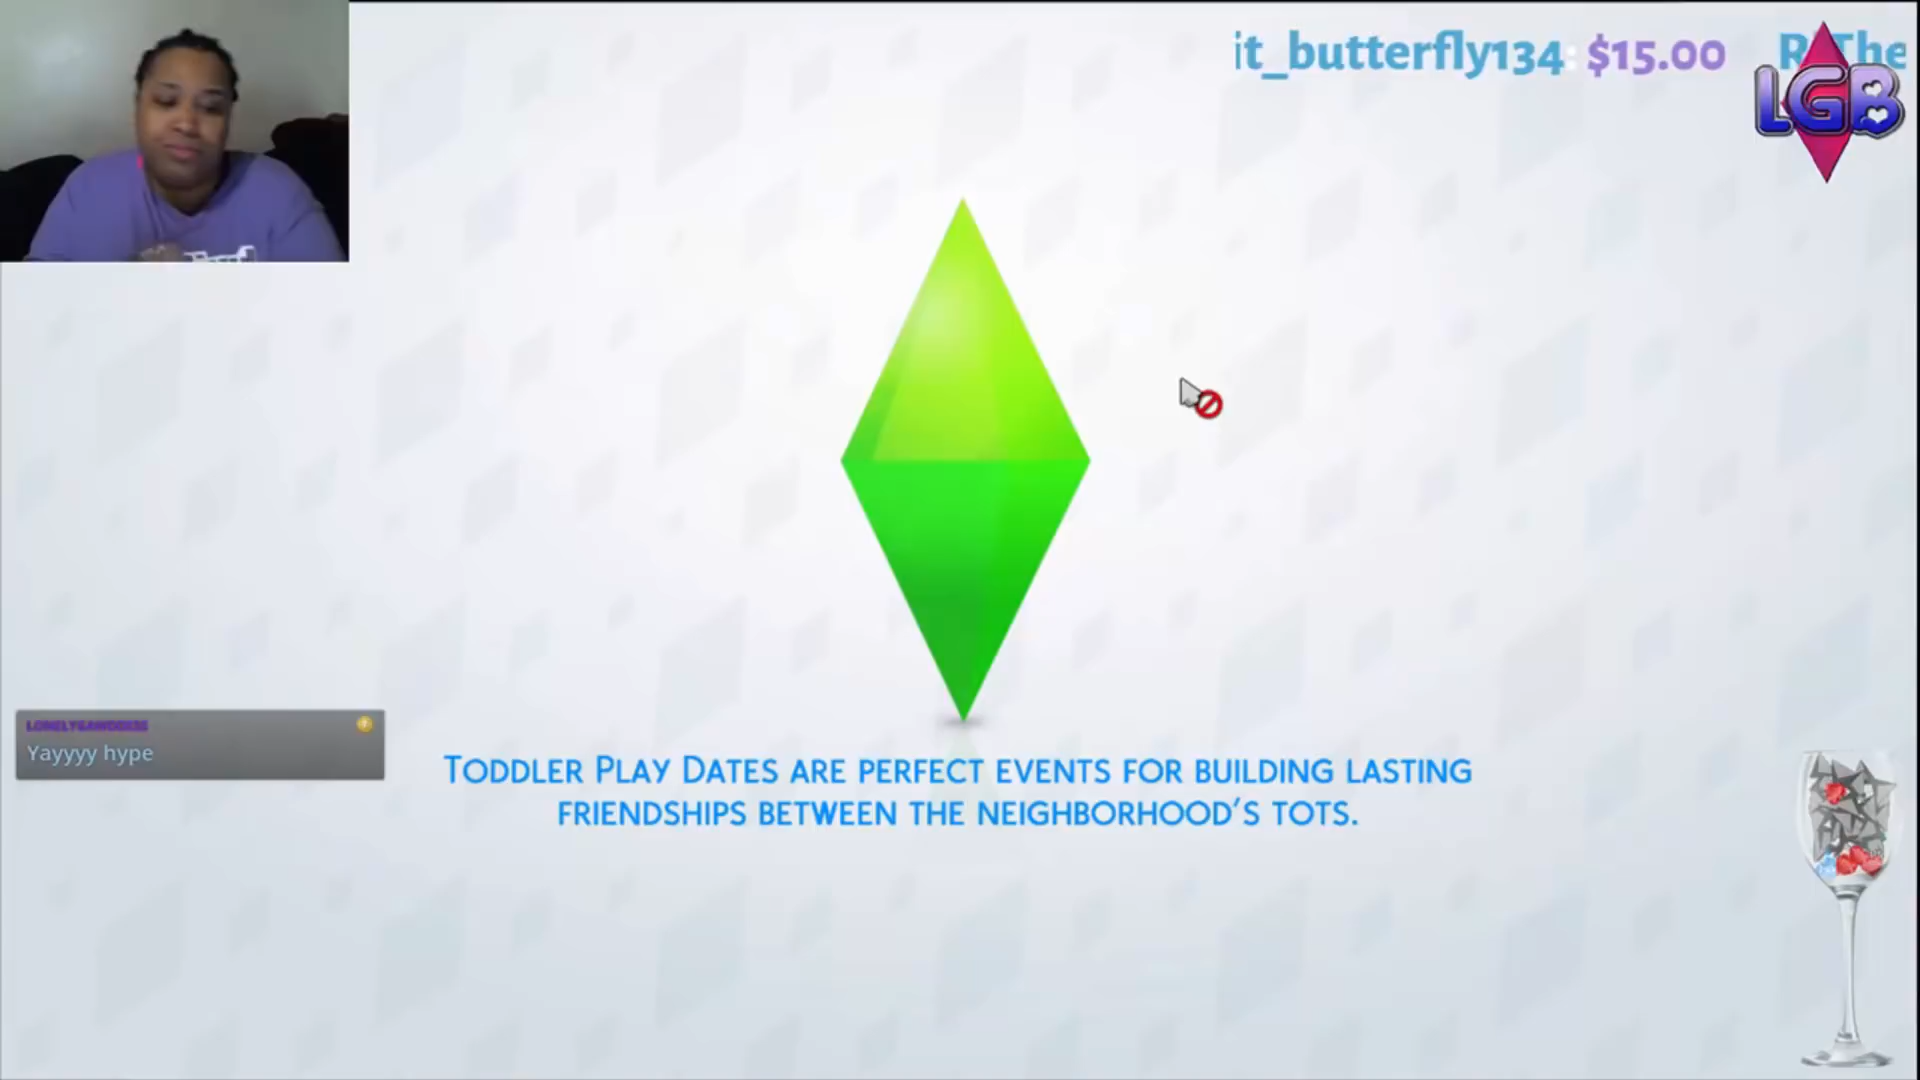 it_butterfly134: $15.00
LGB
Yayyyy hype
TODDLER PLAY DATES ARE PERFECT EVENTS FOR BUILDING LASTING
FRIENDSHIPS BETWEEN THE NEIGHBORHOOD'S TOTS.